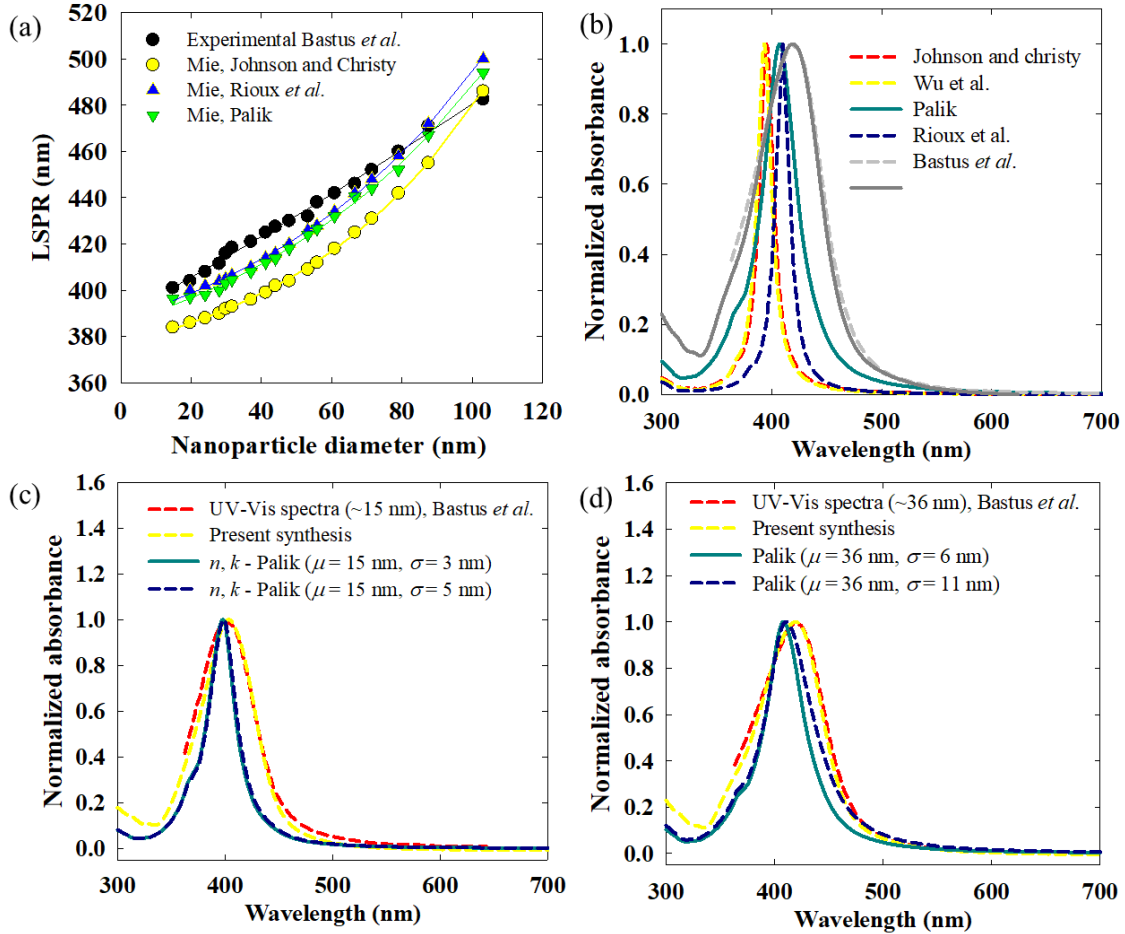 (a)
520
500
480
460
440
420
400
380
360
LSPR (nm)
Experimental Bastus et al.
Mie, Johnson and Christy
Mie, Rioux et al.
Mie, Palik
0 20 40 60 80 100 120
Nanoparticle diameter (nm)
(b)
1.0
0.8
0.6
0.4
0.2
0.0
Normalized absorbance
Johnson and christy
Wu et al.
Palik
Rioux et al.
Bastus et al.
300 400 500 600 700
Wavelength (nm)
(c)
1.6
1.4
1.2
1.0
0.8
0.6
0.4
0.2
0.0
Normalized absorbance
UV-Vis spectra (~15 nm), Bastus et al.
Present synthesis
n, k - Palik (μ = 15 nm, σ = 3 nm)
n, k - Palik (μ = 15 nm, σ = 5 nm)
300 400 500 600 700
Wavelength (nm)
(d)
1.6
1.4
1.2
1.0
0.8
0.6
0.4
0.2
0.0
Normalized absorbance
UV-Vis spectra (~36 nm), Bastus et al.
Present synthesis
Palik (μ = 36 nm, σ = 6 nm)
Palik (μ = 36 nm, σ = 11 nm)
300 400 500 600 700
Wavelength (nm)